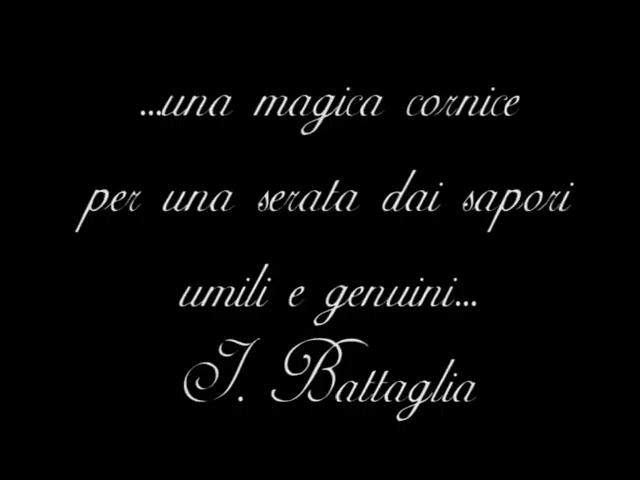 ...una magica cornice
per una serata dai sapori
umili e genuini...
I. Battaglia